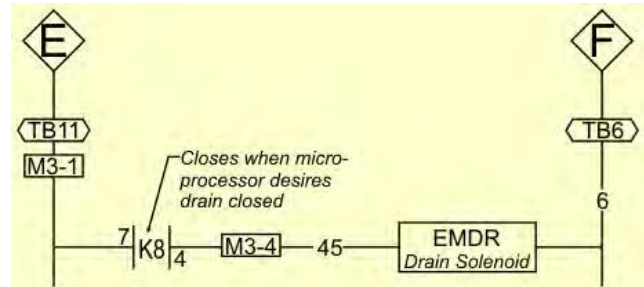 E
F
TB11
TB6
M3-1
Closes when micro-
processor desires
drain closed
6
7
K8
4
M3-4
45
EMDR
Drain Solenoid